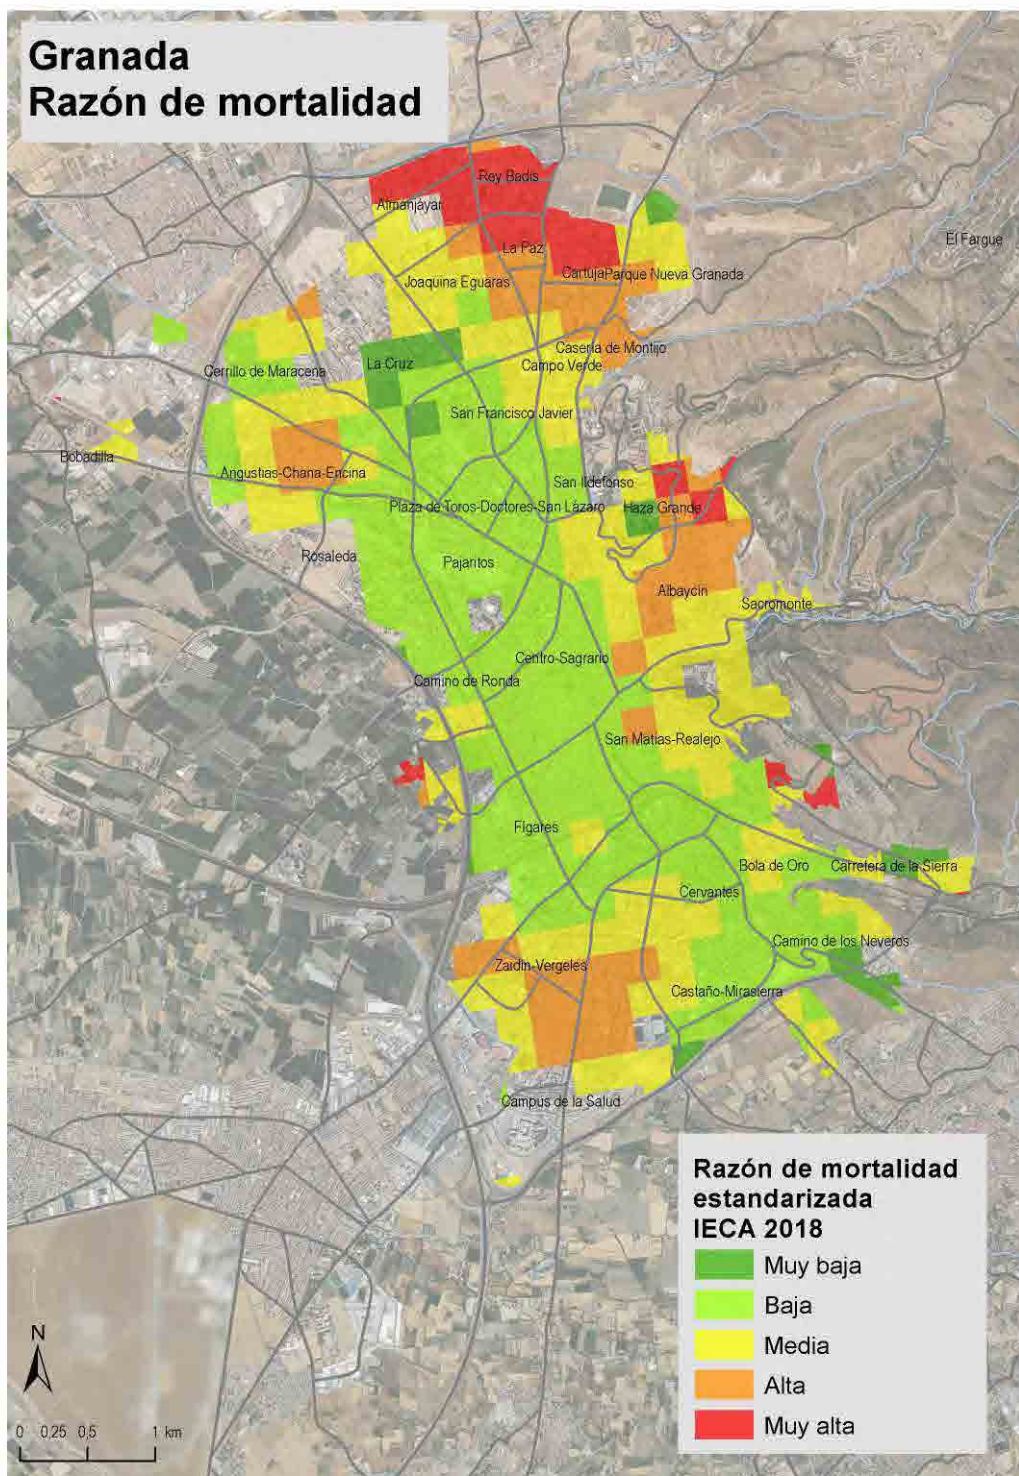 Granada
Razón de mortalidad
Rey Badis
Almanjáyar
El Fargue
La Paz
Cartuja
Parque Nueva Granada
Joaquina Eguaras
Casería de Montijo
La Cruz
Campo Verde
Cerrillo de Maracena
San Francisco Javier
Bobadilla
Angustias-Chana-Encina
San Ildefonso
Plaza de Toros-Doctores-San Lázaro
Haza Grande
Rosaleda
Pajaritos
Albaycín
Sacromonte
Centro-Sagrario
Camino de Ronda
San Matías-Realejo
Fígares
Bola de Oro
Carretera de la Sierra
Cervantes
Camino de los Neveros
Zaidín-Vergeles
Castaño-Mirasierra
Campus de la Salud
Razón de mortalidad
estandarizada
IECA 2018
Muy baja
Baja
Media
Alta
Muy alta
N
0 0,25 0,5 1 km